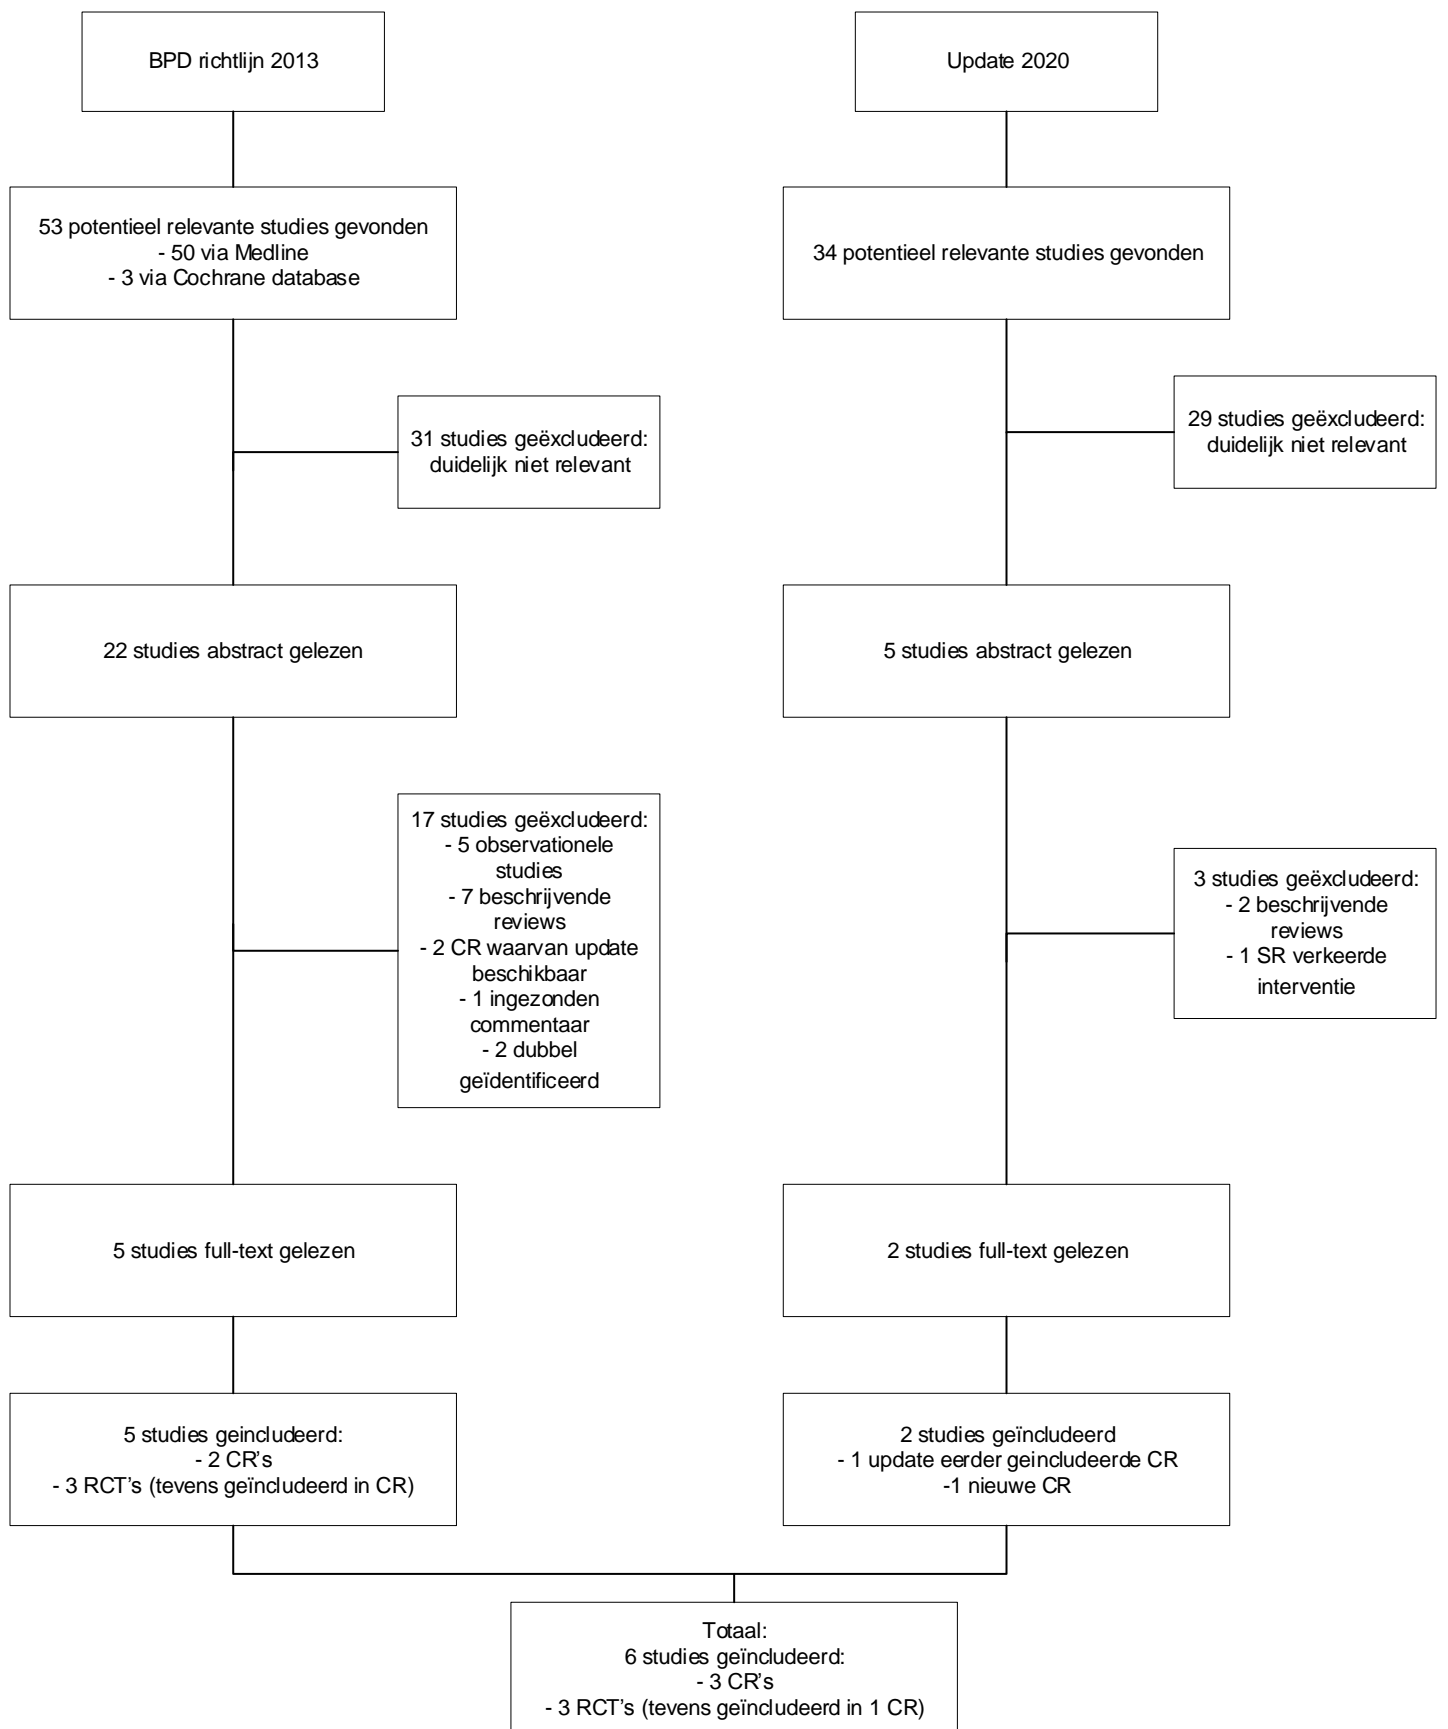 BPD richtlijn 2013
53 potentieel relevante studies gevonden
- 50 via Medline
- 3 via Cochrane database
31 studies geëxcludeerd:
duidelijk niet relevant
22 studies abstract gelezen
17 studies geëxcludeerd:
- 5 observationele
studies
- 7 beschrijvende
reviews
- 2 CR waarvan update
beschikbaar
- 1 ingezonden
commentaar
- 2 dubbel
geïdentificeerd
5 studies full-text gelezen
5 studies geincludeerd:
- 2 CR's
- 3 RCT's (tevens geïncludeerd in CR)
Update 2020
34 potentieel relevante studies gevonden
29 studies geëxcludeerd:
duidelijk niet relevant
5 studies abstract gelezen
3 studies geëxcludeerd:
- 2 beschrijvende
reviews
- 1 SR verkeerde
interventie
2 studies full-text gelezen
2 studies geïncludeerd
- 1 update eerder geincludeerde CR
-1 nieuwe CR
Totaal:
6 studies geïncludeerd:
- 3 CR's
- 3 RCT's (tevens geïncludeerd in 1 CR)